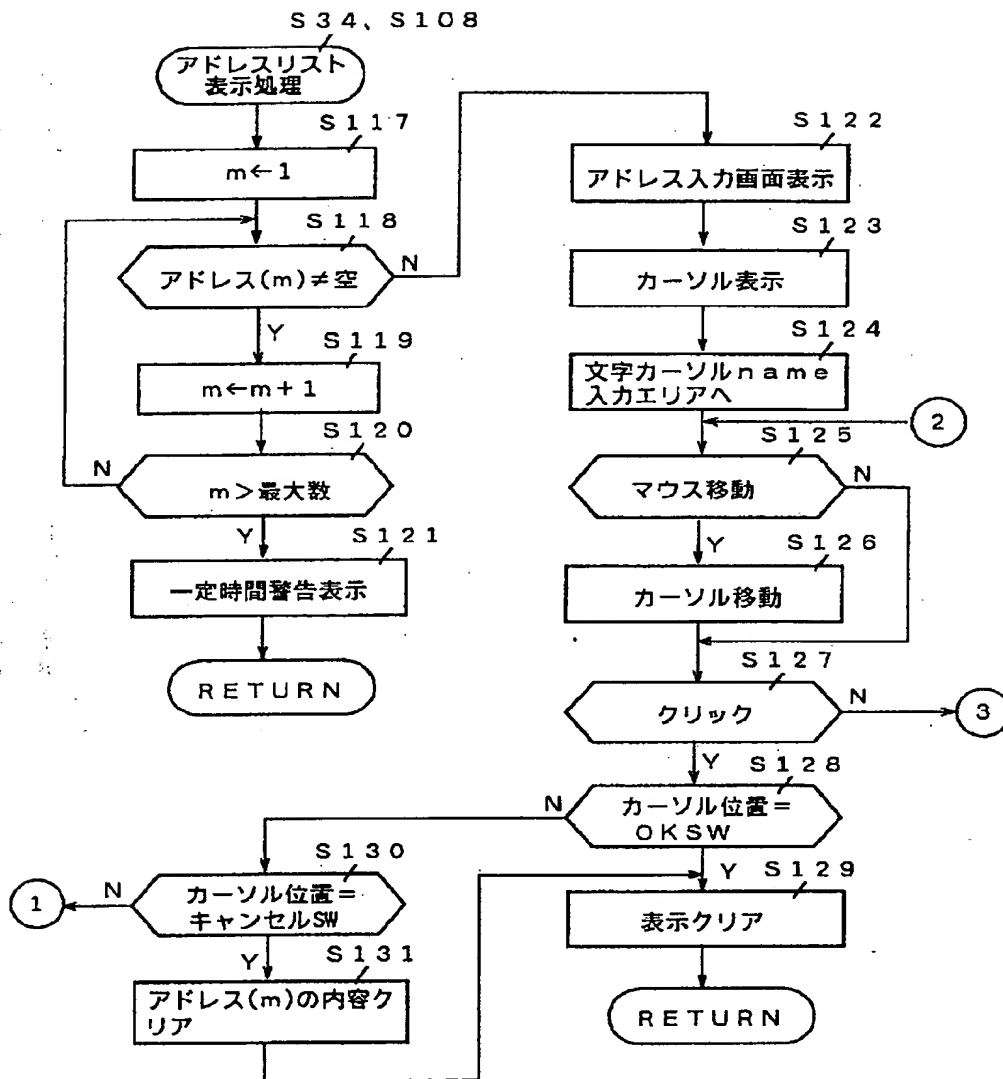 S34、S108
アドレスリスト
表示処理
S117
m←1
S118
アドレス(m)≠空
N
Y
S119
m←m+1
S120
N
m>最大数
Y
S121
一定時間警告表示
RETURN
S122
アドレス入力画面表示
S123
カーソル表示
S124
文字カーソルname
入力エリアへ
2
S125
マウス移動
N
Y
S126
カーソル移動
S127
クリック
N
3
Y
S128
カーソル位置=
OKSW
N
Y
S129
表示クリア
RETURN
S130
カーソル位置=
キャンセルSW
N
1
Y
S131
アドレス(m)の内容ク
リア